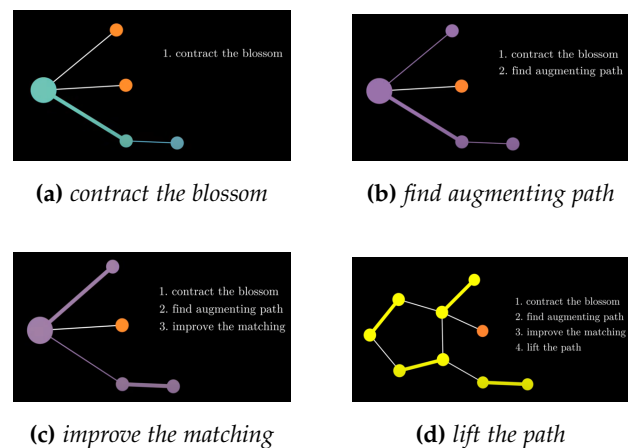 1. contract the blossom
1. contract the blossom
2. find augmenting path
(a) contract the blossom
(b) find augmenting path
1. contract the blossom
2. find augmenting path
3. improve the matching
1. contract the blossom
2. find augmenting path
3. improve the matching
4. lift the path
(c) improve the matching
(d) lift the path